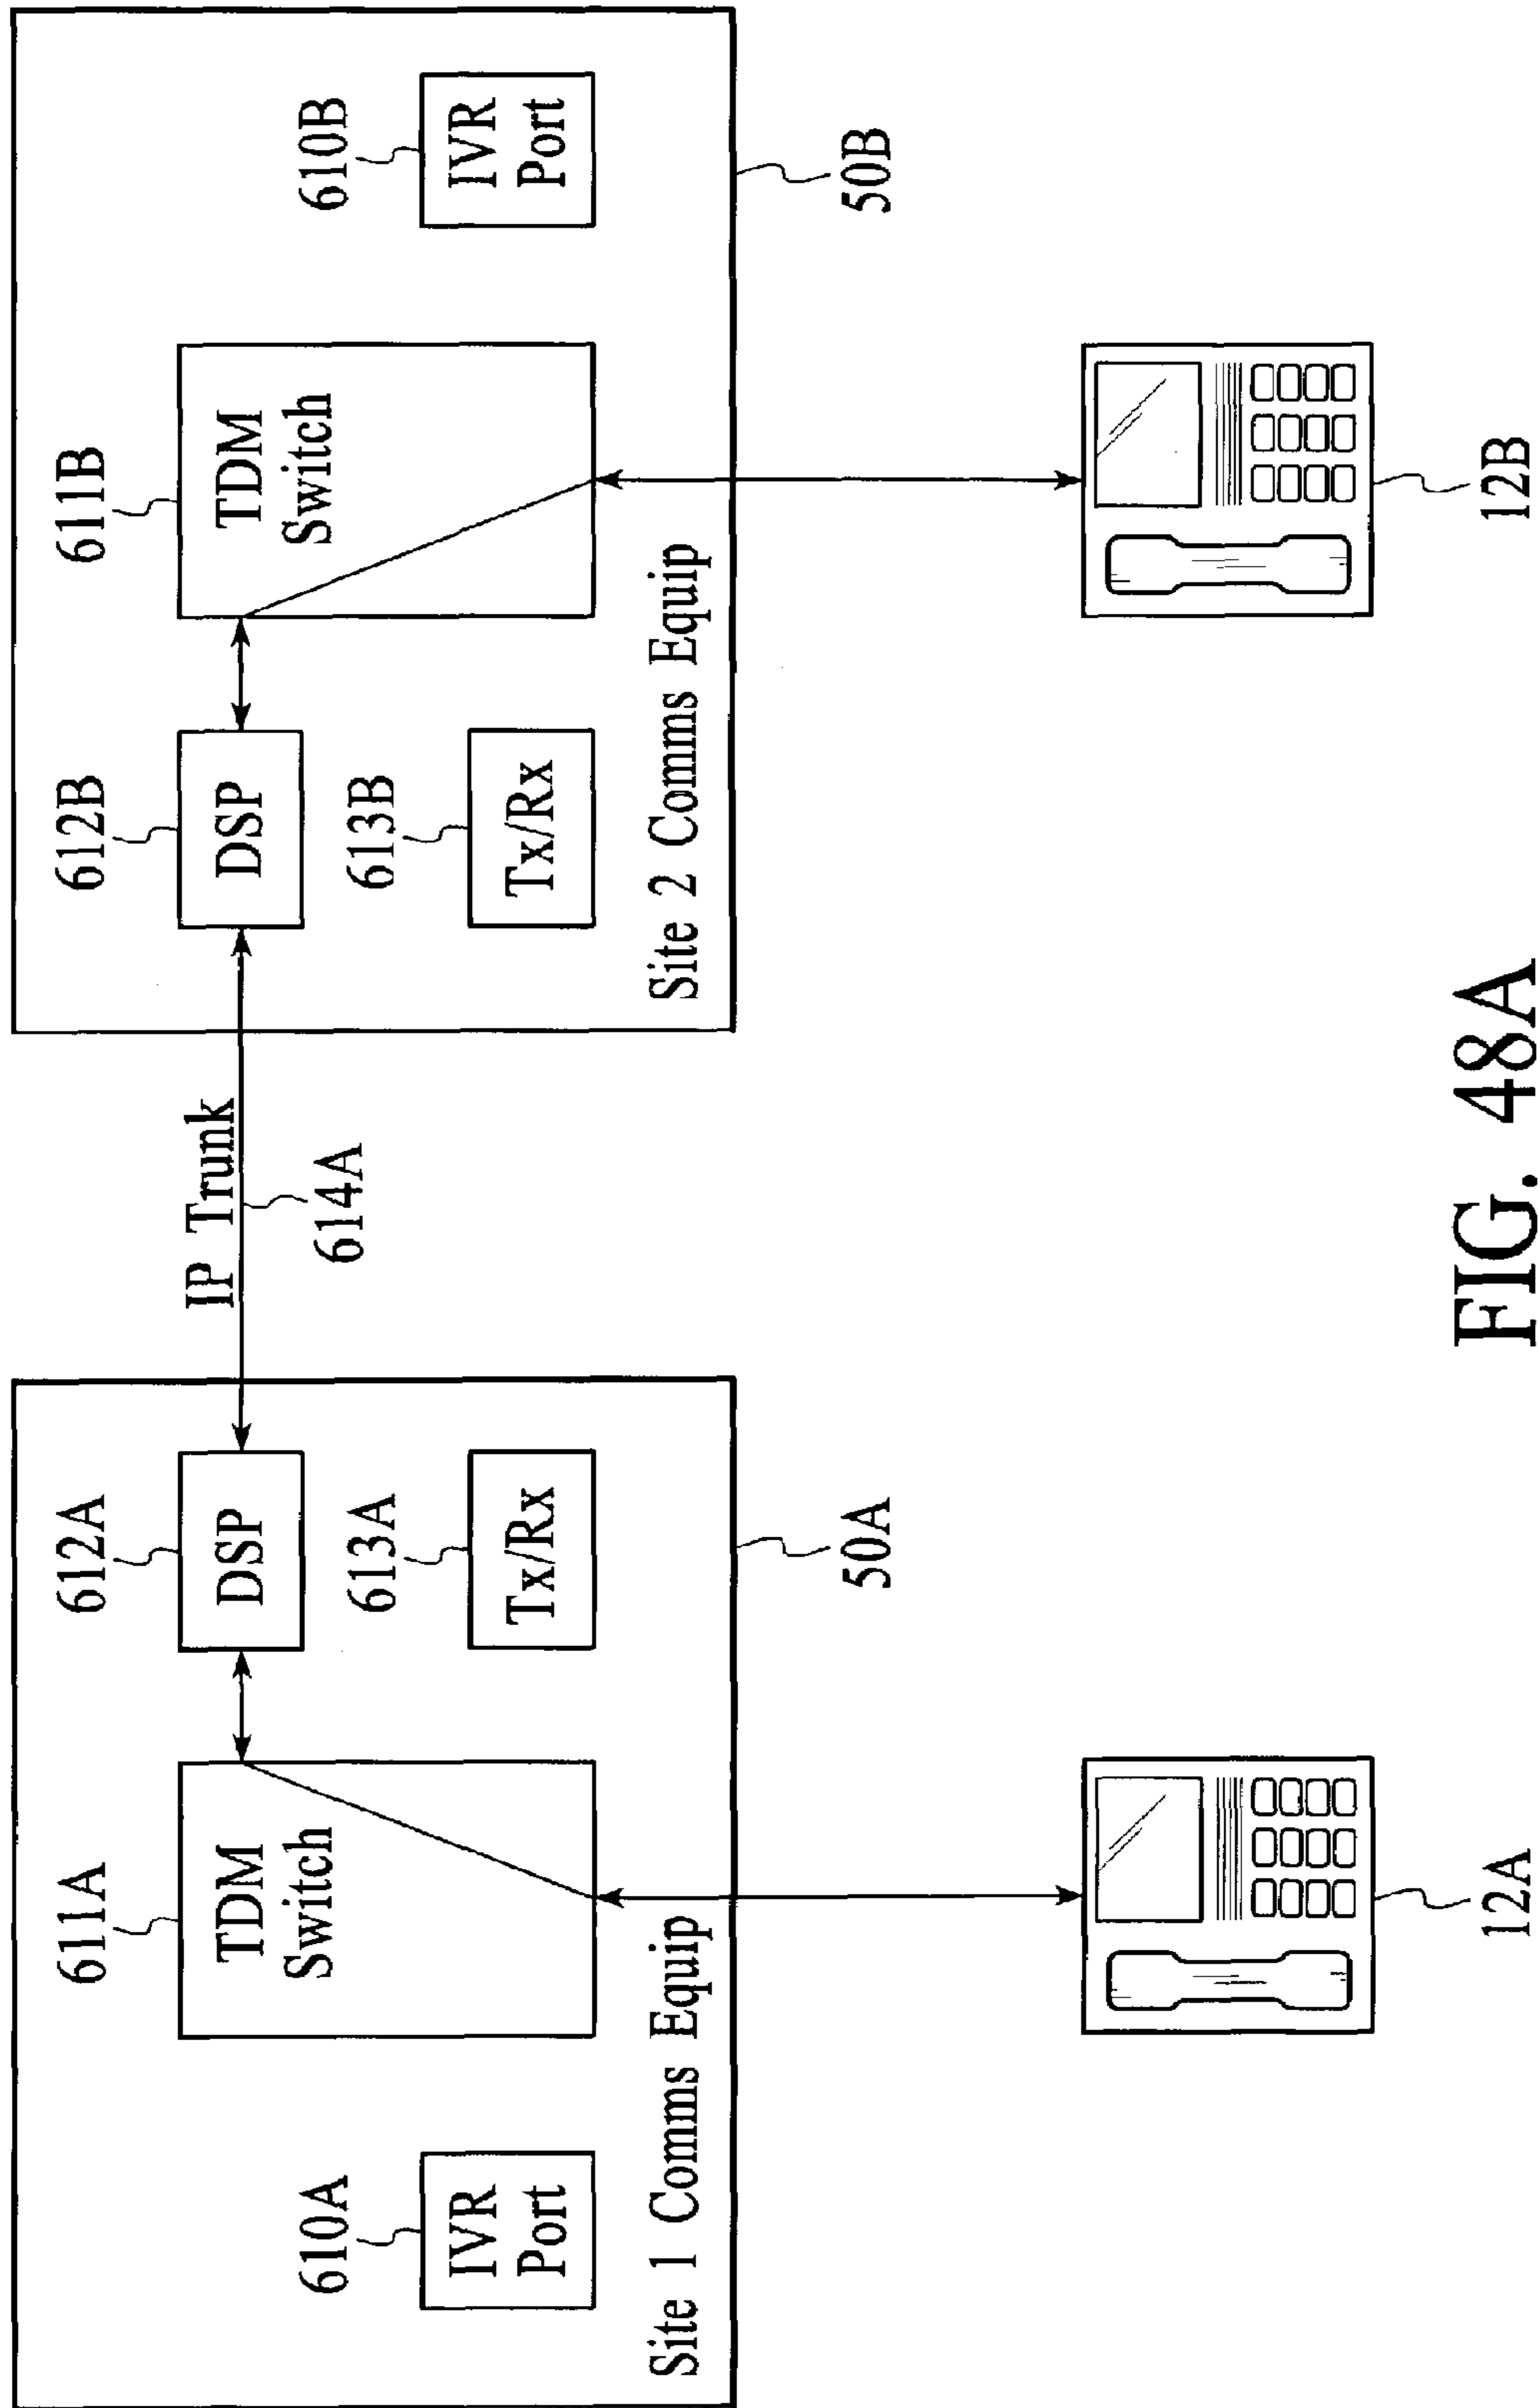 611A
612A
IP Trunk
614A
612B
611B
TDM
Switch
DSP
DSP
TDM
Switch
610A
613A
613B
610B
IVR
Port
Tx/Rx
Tx/Rx
IVR
Port
Site 1 Comms Equip
Site 2 Comms Equip
50A
50B
12A
12B
FIG. 48A